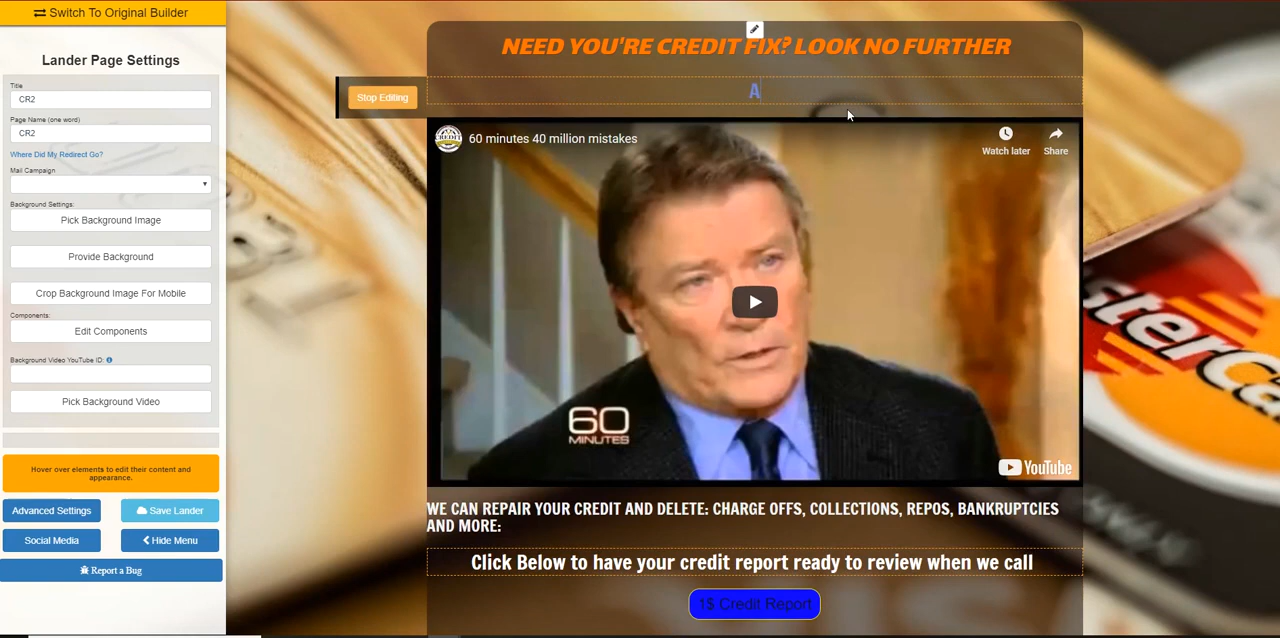 Switch To Original Builder
Lander Page Settings
Title
CR2
Page Name (one word)
CR2
Where Did My Redirect Go?
Mail Campaign
Background Settings:
Pick Background Image
Provide Background
Crop Background Image For Mobile
Components:
Edit Components
Background Video YouTube ID:
Pick Background Video
Hover over elements to edit their content and
appearance.
Advanced Settings
Save Lander
Social Media
Hide Menu
Report a Bug
NEED YOU'RE CREDIT FIX? LOOK NO FURTHER
Stop Editing
A
CREDIT
60 minutes 40 million mistakes
Watch later
Share
60
MINUTES
YouTube
WE CAN REPAIR YOUR CREDIT AND DELETE: CHARGE OFFS, COLLECTIONS, REPOS, BANKRUPTCIES
AND MORE:
Click Below to have your credit report ready to review when we call
1$ Credit Report